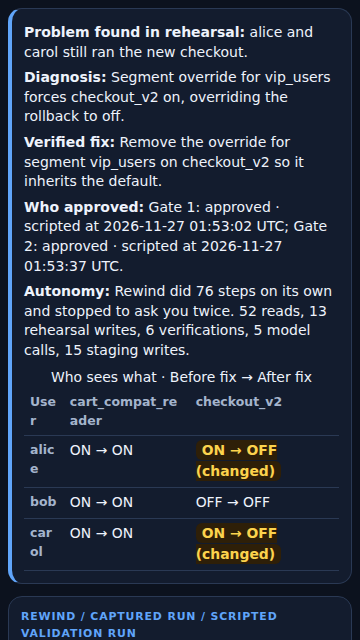 Problem found in rehearsal: alice and
carol still ran the new checkout.
Diagnosis: Segment override for vip_users
forces checkout_v2 on, overriding the
rollback to off.
Verified fix: Remove the override for
segment vip_users on checkout_v2 so it
inherits the default.
Who approved: Gate 1: approved ·
scripted at 2026-11-27 01:53:02 UTC; Gate
2: approved · scripted at 2026-11-27
01:53:37 UTC.
Autonomy: Rewind did 76 steps on its own
and stopped to ask you twice. 52 reads, 13
rehearsal writes, 6 verifications, 5 model
calls, 15 staging writes.
Who sees what · Before fix → After fix
Use cart_compat_re checkout_v2
r ader
alic ON → ON ON → OFF
e (changed)
bob ON → ON OFF → OFF
car ON → ON ON → OFF
ol (changed)
REWIND / CAPTURED RUN / SCRIPTED
VALIDATION RUN